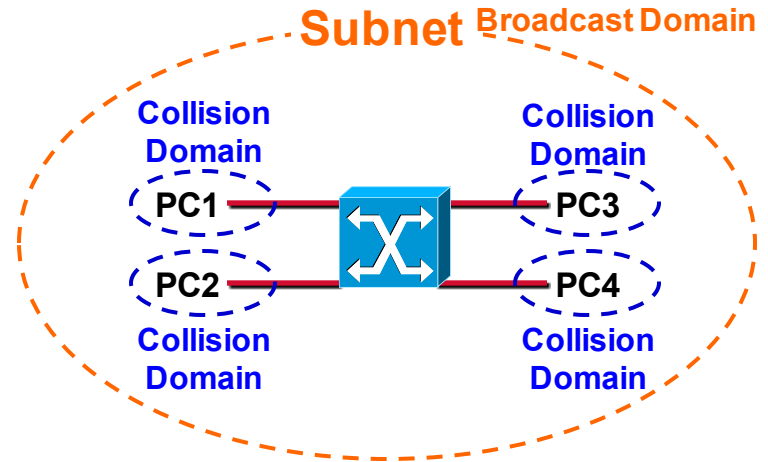 Subnet Broadcast Domain
Collision
Domain
Collision
Domain
PC1
PC3
PC2
PC4
Collision
Domain
Collision
Domain